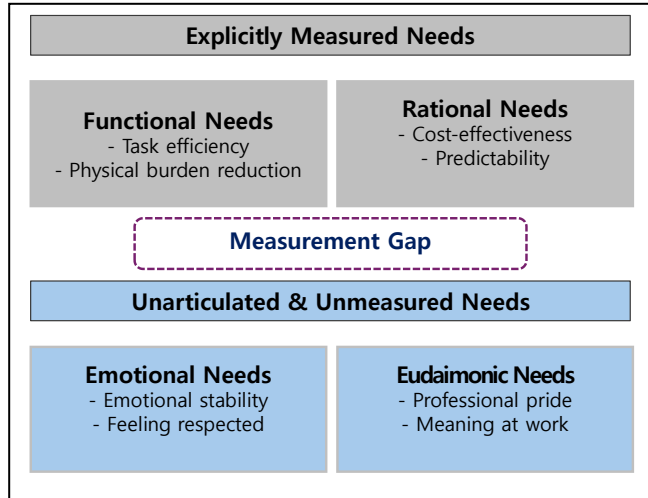 Explicitly Measured Needs
Functional Needs
- Task efficiency
- Physical burden reduction
Rational Needs
- Cost-effectiveness
- Predictability
Measurement Gap
Unarticulated & Unmeasured Needs
Emotional Needs
- Emotional stability
- Feeling respected
Eudaimonic Needs
- Professional pride
- Meaning at work